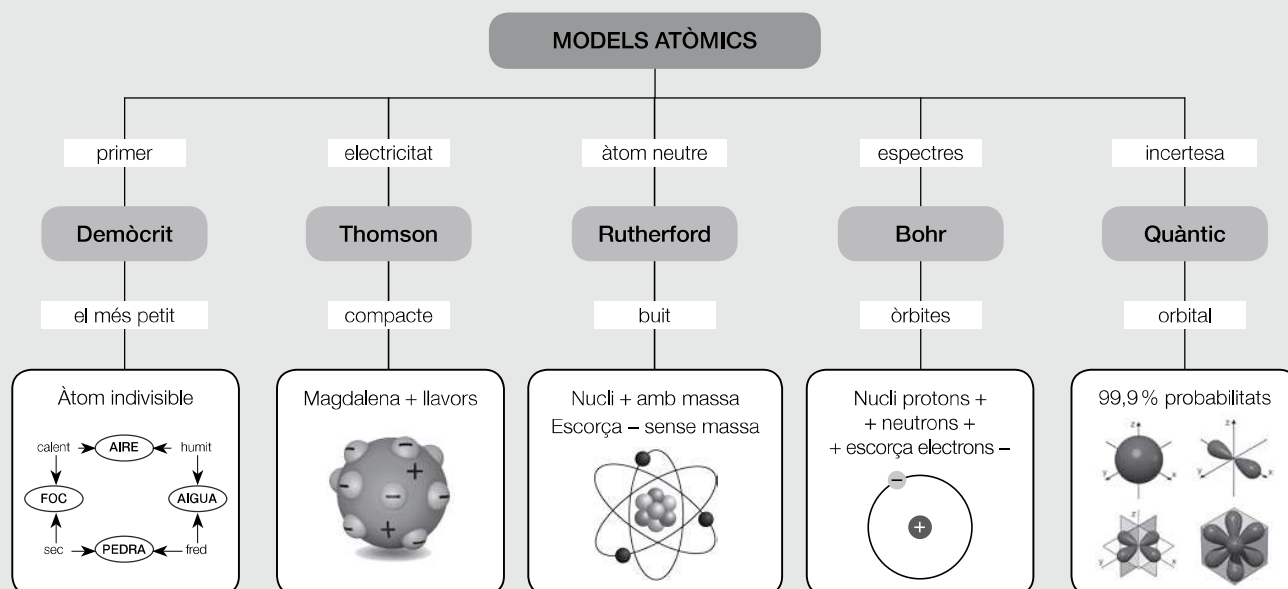 MODELS ATÒMICS
primer
electricitat
àtom neutre
espectres
incertesa
Demòcrit
Thomson
Rutherford
Bohr
Quàntic
el més petit
compacte
buit
òrbites
orbital
Àtom indivisible
calent
AIRE
humit
FOC
AIGUA
sec
PEDRA
fred
Magdalena + llavors
−
−
−
+
−
−
−
−
+
−
−
Nucli + amb massa
Escorça – sense massa
Nucli protons +
+ neutrons +
+ escorça electrons –
−
+
99,9 % probabilitats
z
y
x
z
y
x
z
y
x